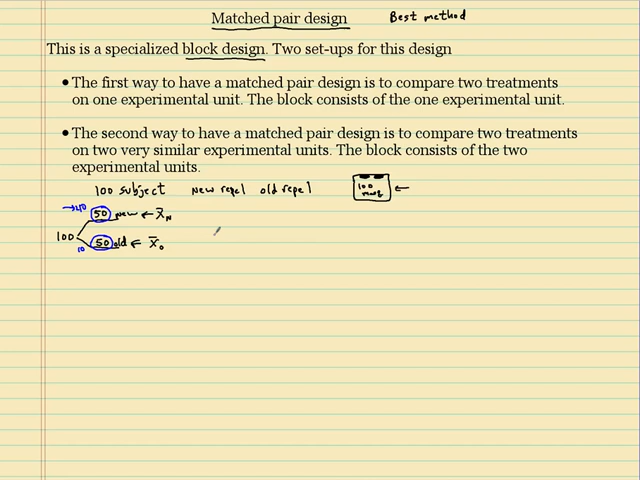 Matched pair design Best method
This is a specialized block design. Two set-ups for this design
• The first way to have a matched pair design is to compare two treatments
on one experimental unit. The block consists of the one experimental unit.
• The second way to have a matched pair design is to compare two treatments
on two very similar experimental units. The block consists of the two
experimental units.
100 subject New repel old repel 100
→40 50 new ← x̄N
100
10 50 old ← x̄o